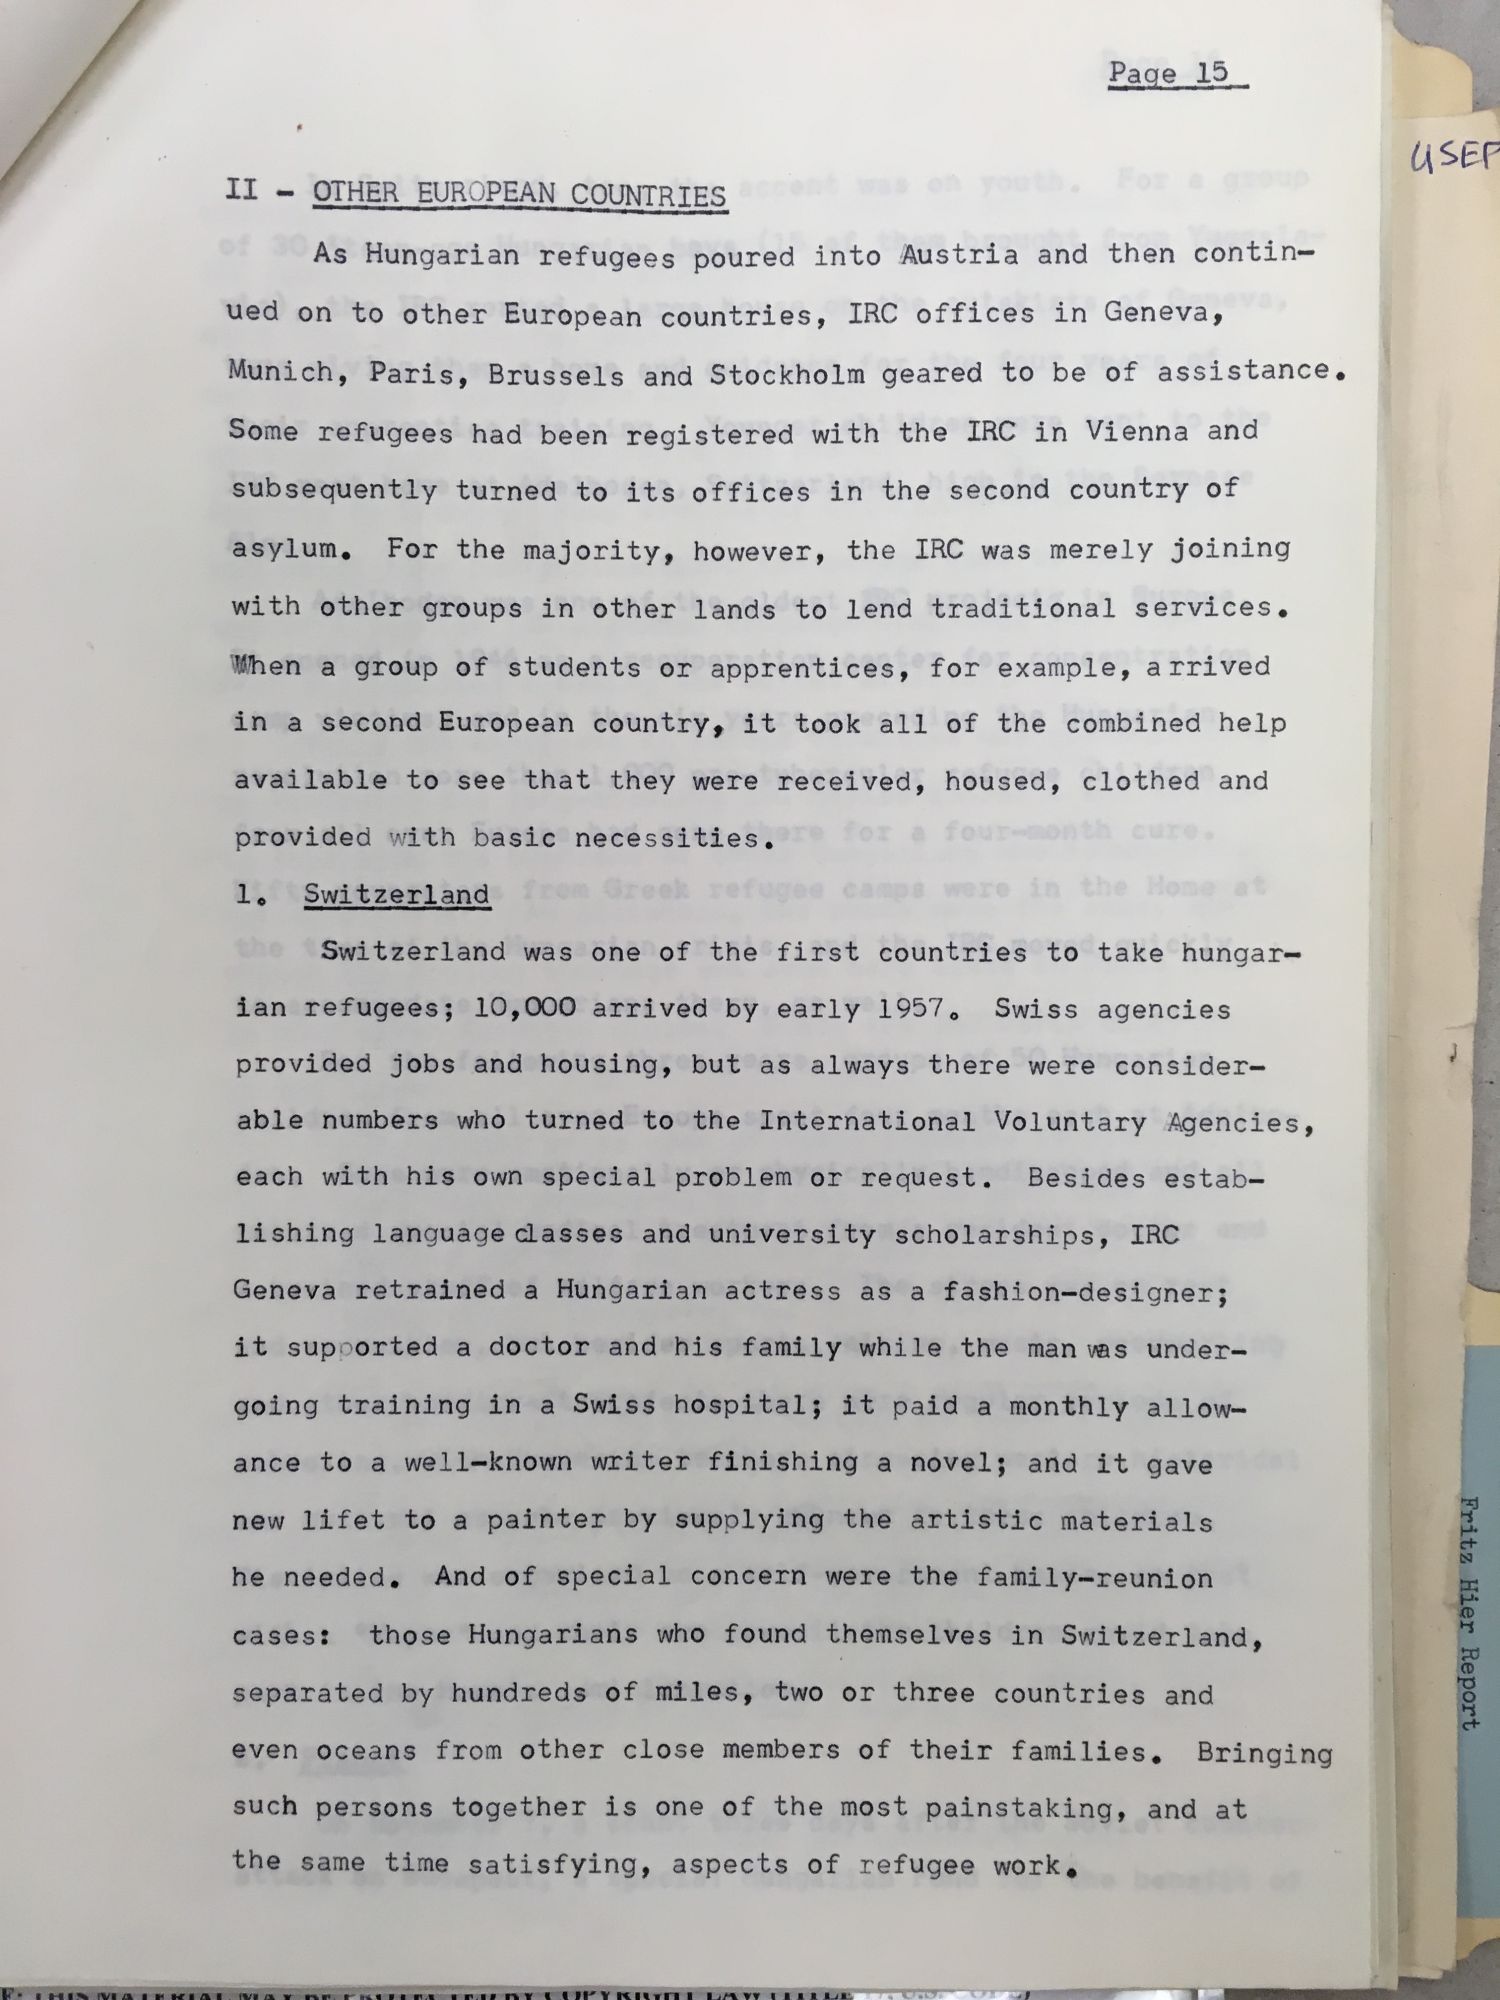 Page 15
USEP
II - OTHER EUROPEAN COUNTRIES
As Hungarian refugees poured into Austria and then contin-
ued on to other European countries, IRC offices in Geneva,
Munich, Paris, Brussels and Stockholm geared to be of assistance.
Some refugees had been registered with the IRC in Vienna and
subsequently turned to its offices in the second country of
asylum. For the majority, however, the IRC was merely joining
with other groups in other lands to lend traditional services.
When a group of students or apprentices, for example, arrived
in a second European country, it took all of the combined help
available to see that they were received, housed, clothed and
provided with basic necessities.
1. Switzerland
Switzerland was one of the first countries to take hungar-
ian refugees; 10,000 arrived by early 1957. Swiss agencies
provided jobs and housing, but as always there were consider-
able numbers who turned to the International Voluntary Agencies,
each with his own special problem or request. Besides estab-
lishing language classes and university scholarships, IRC
Geneva retrained a Hungarian actress as a fashion-designer;
it supported a doctor and his family while the man was under-
going training in a Swiss hospital; it paid a monthly allow-
ance to a well-known writer finishing a novel; and it gave
new lifet to a painter by supplying the artistic materials
he needed. And of special concern were the family-reunion
cases: those Hungarians who found themselves in Switzerland,
separated by hundreds of miles, two or three countries and
even oceans from other close members of their families. Bringing
such persons together is one of the most painstaking, and at
the same time satisfying, aspects of refugee work.
Fritz Hier Report
THIS MATERIAL MAY BE PROTECTED BY COPYRIGHT LAW (TITLE 17, U.S. CODE)